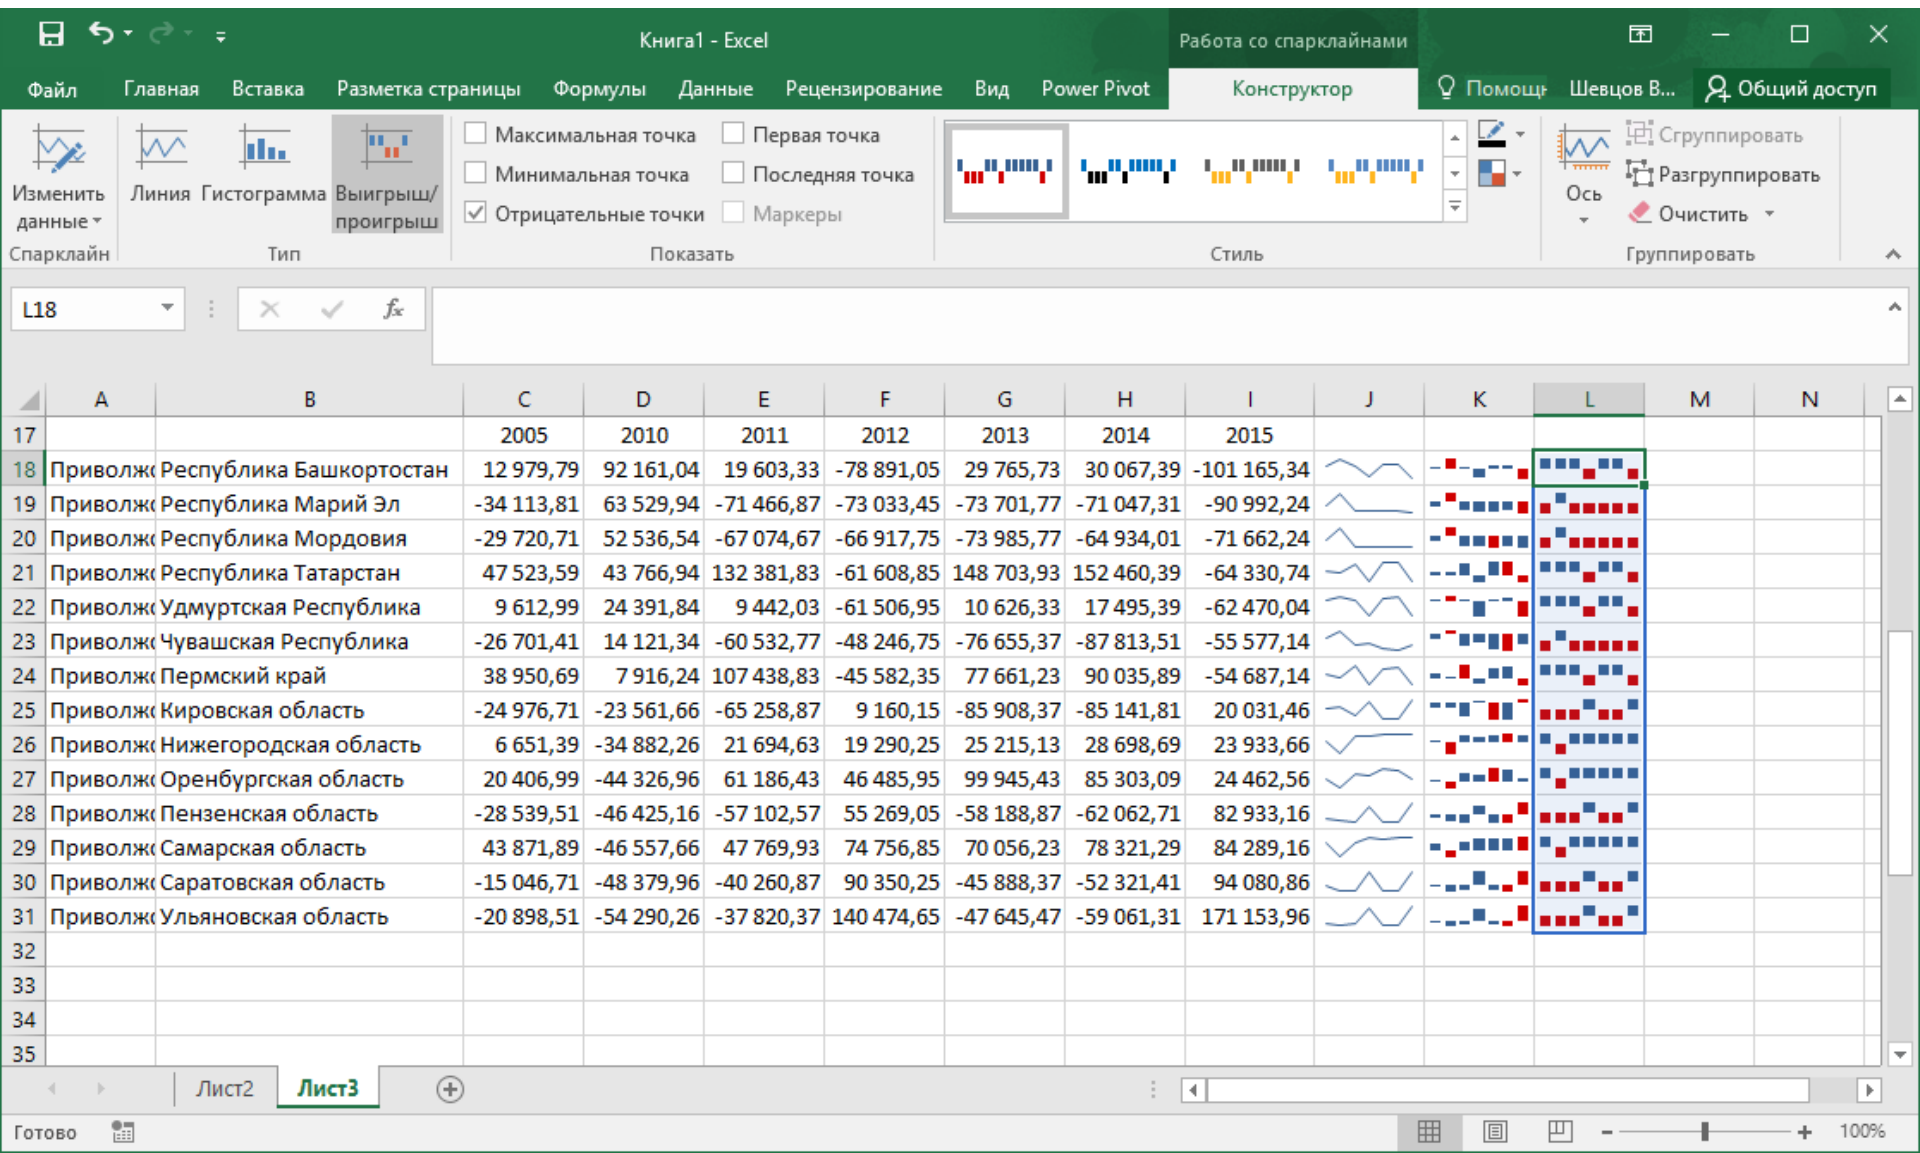 Книга1 - Excel
Работа со спарклайнами
Файл Главная Вставка Разметка страницы Формулы Данные Рецензирование Вид Power Pivot Конструктор Помощн Шевцов В... Общий доступ
Изменить данные
Линия Гистограмма Выигрыш/проигрыш
Максимальная точка Первая точка
Минимальная точка Последняя точка
Отрицательные точки Маркеры
Ось
Сгруппировать
Разгруппировать
Очистить
Спарклайн Тип Показать Стиль Группировать
L18 fx
A B C D E F G H I J K L M N
17 2005 2010 2011 2012 2013 2014 2015
18 Приволжс Республика Башкортостан 12 979,79 92 161,04 19 603,33 -78 891,05 29 765,73 30 067,39 -101 165,34
19 Приволжс Республика Марий Эл -34 113,81 63 529,94 -71 466,87 -73 033,45 -73 701,77 -71 047,31 -90 992,24
20 Приволжс Республика Мордовия -29 720,71 52 536,54 -67 074,67 -66 917,75 -73 985,77 -64 934,01 -71 662,24
21 Приволжс Республика Татарстан 47 523,59 43 766,94 132 381,83 -61 608,85 148 703,93 152 460,39 -64 330,74
22 Приволжс Удмуртская Республика 9 612,99 24 391,84 9 442,03 -61 506,95 10 626,33 17 495,39 -62 470,04
23 Приволжс Чувашская Республика -26 701,41 14 121,34 -60 532,77 -48 246,75 -76 655,37 -87 813,51 -55 577,14
24 Приволжс Пермский край 38 950,69 7 916,24 107 438,83 -45 582,35 77 661,23 90 035,89 -54 687,14
25 Приволжс Кировская область -24 976,71 -23 561,66 -65 258,87 9 160,15 -85 908,37 -85 141,81 20 031,46
26 Приволжс Нижегородская область 6 651,39 -34 882,26 21 694,63 19 290,25 25 215,13 28 698,69 23 933,66
27 Приволжс Оренбургская область 20 406,99 -44 326,96 61 186,43 46 485,95 99 945,43 85 303,09 24 462,56
28 Приволжс Пензенская область -28 539,51 -46 425,16 -57 102,57 55 269,05 -58 188,87 -62 062,71 82 933,16
29 Приволжс Самарская область 43 871,89 -46 557,66 47 769,93 74 756,85 70 056,23 78 321,29 84 289,16
30 Приволжс Саратовская область -15 046,71 -48 379,96 -40 260,87 90 350,25 -45 888,37 -52 321,41 94 080,86
31 Приволжс Ульяновская область -20 898,51 -54 290,26 -37 820,37 140 474,65 -47 645,47 -59 061,31 171 153,96
32
33
34
35
Лист2 Лист3
Готово 100%